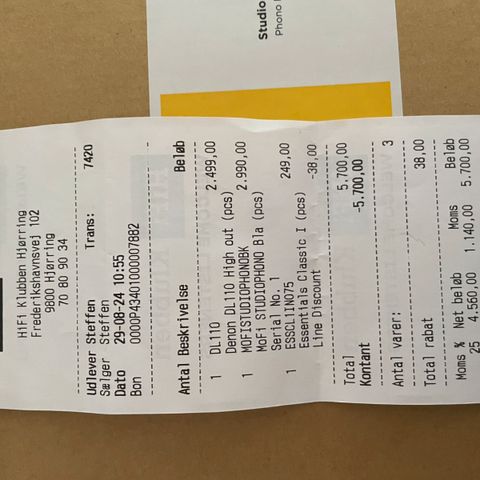 Studio
Phono
HiFi Klubben Hjørring
Frederikshavnsvej 102
9800 Hjørring
70 80 90 34
Udlever Steffen Trans: 7420
Sælger Steffen
Dato 29-08-24 10:55
Bon 0000P43401000007882
Antal Beskrivelse Beløb
1 DL110 2.499,00
Denon DL110 High out (pcs)
1 MOFISTUDIOPHONOBK 2.990,00
MoFi STUDIOPHONO Bla (pcs)
Serial No. 1
1 ESSCLIINO75 249,00
Essentials Classic I (pcs)
Line Discount -38,00
Total 5.700,00
Kontant -5.700,00
Antal varer: 3
Total rabat 38,00
Moms % Net beløb Moms Beløb
25 4.560,00 1.140,00 5.700,00